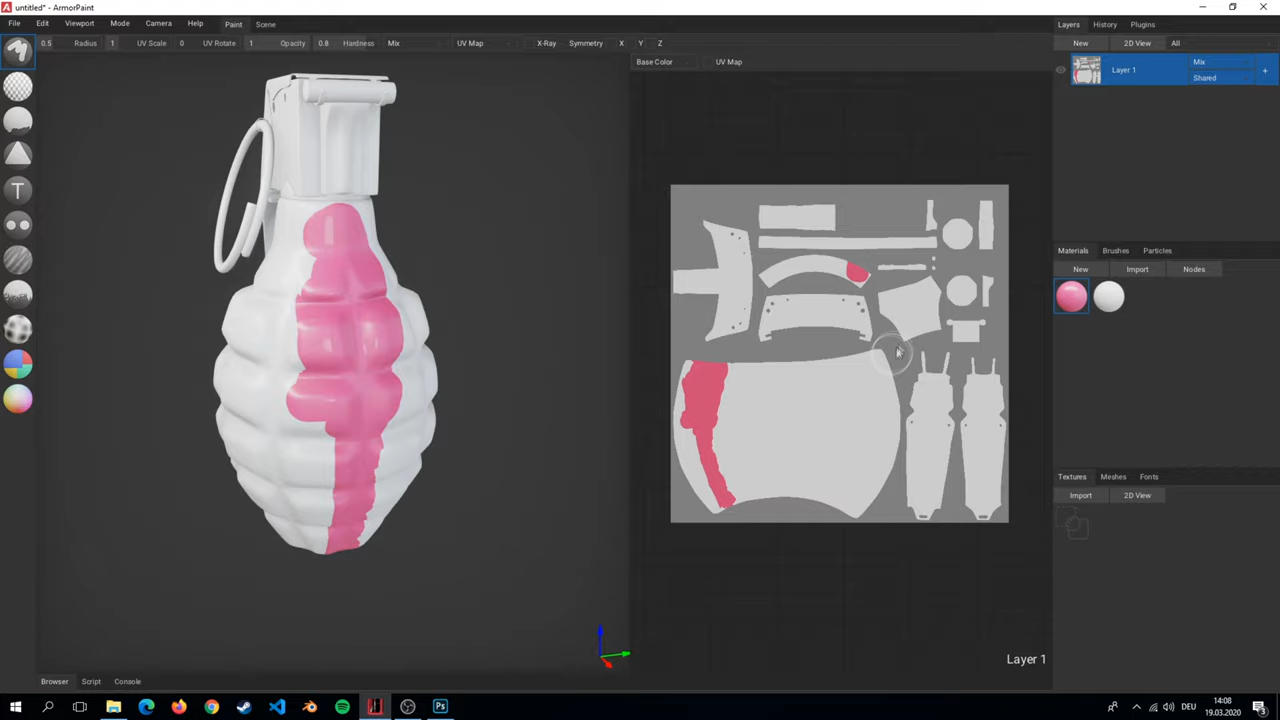 untitled* - ArmorPaint
File Edit Viewport Mode Camera Help Paint Scene
Layers History Plugins
0.5 Radius 1 UV Scale 0 UV Rotate 1 Opacity 0.8 Hardness Mix UV Map X-Ray Symmetry X Y Z
New 2D View All
Base Color UV Map
Layer 1 Mix
Shared
+
T
Materials Brushes Particles
New Import Nodes
Textures Meshes Fonts
Import 2D View
Layer 1
Browser Script Console
Ps
DEU
14:08
19.03.2020
3